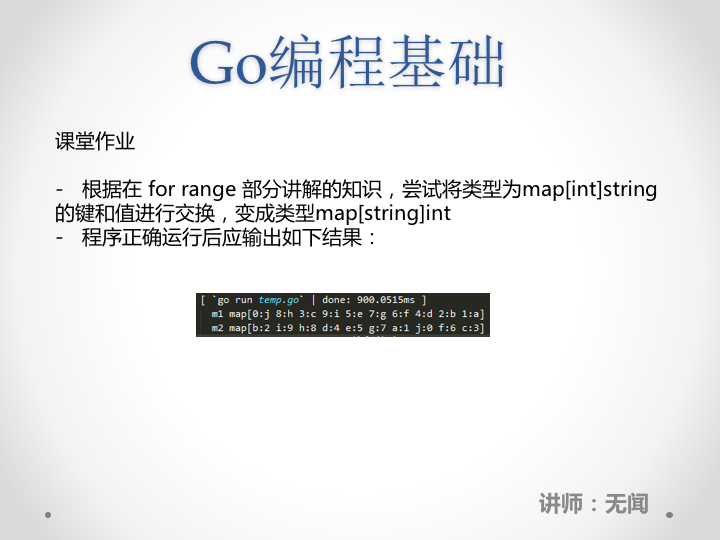 Go编程基础
课堂作业
- 根据在 for range 部分讲解的知识，尝试将类型为map[int]string
的键和值进行交换，变成类型map[string]int
- 程序正确运行后应输出如下结果：
[ `go run temp.go` | done: 900.0515ms ]
m1 map[0:j 8:h 3:c 9:i 5:e 7:g 6:f 4:d 2:b 1:a]
m2 map[b:2 i:9 h:8 d:4 e:5 g:7 a:1 j:0 f:6 c:3]
讲师：无闻